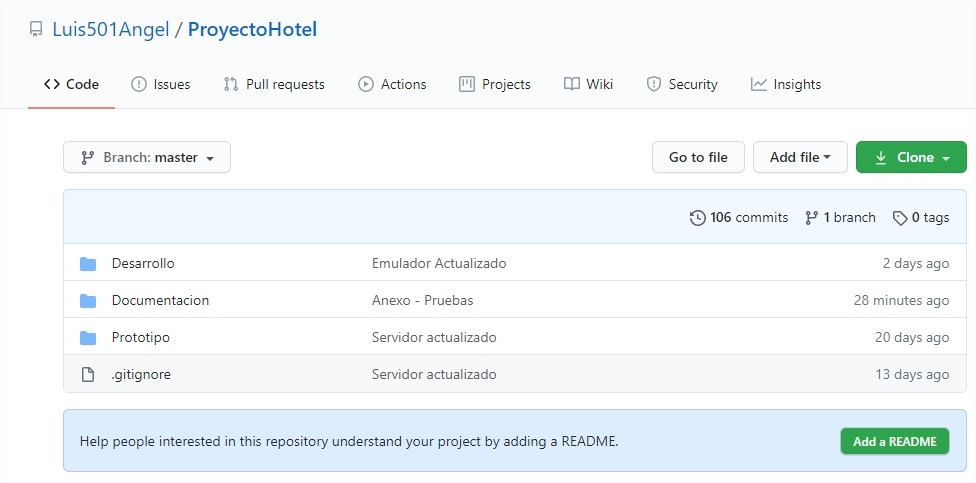 Luis501Angel / ProyectoHotel
Code Issues Pull requests Actions Projects Wiki Security Insights
Branch: master Go to file Add file Clone
106 commits 1 branch 0 tags
Desarrollo Emulador Actualizado 2 days ago
Documentacion Anexo - Pruebas 28 minutes ago
Prototipo Servidor actualizado 20 days ago
.gitignore Servidor actualizado 13 days ago
Help people interested in this repository understand your project by adding a README. Add a README